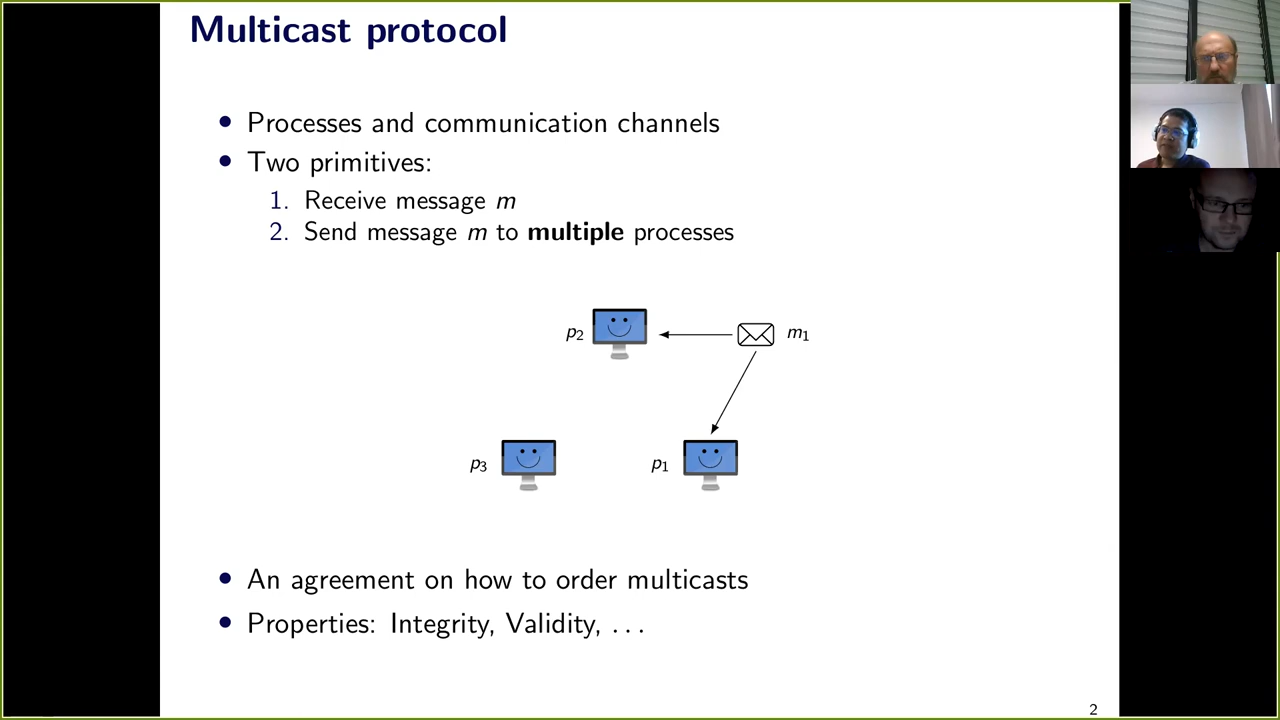 Multicast protocol
• Processes and communication channels
• Two primitives:
1. Receive message m
2. Send message m to multiple processes
p2
m1
p3
p1
• An agreement on how to order multicasts
• Properties: Integrity, Validity, ...
2